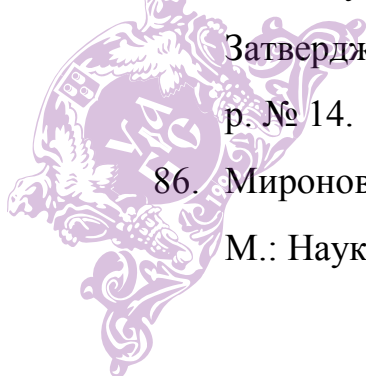 Затвердж
р. № 14.
86. Миронов
М.: Наук